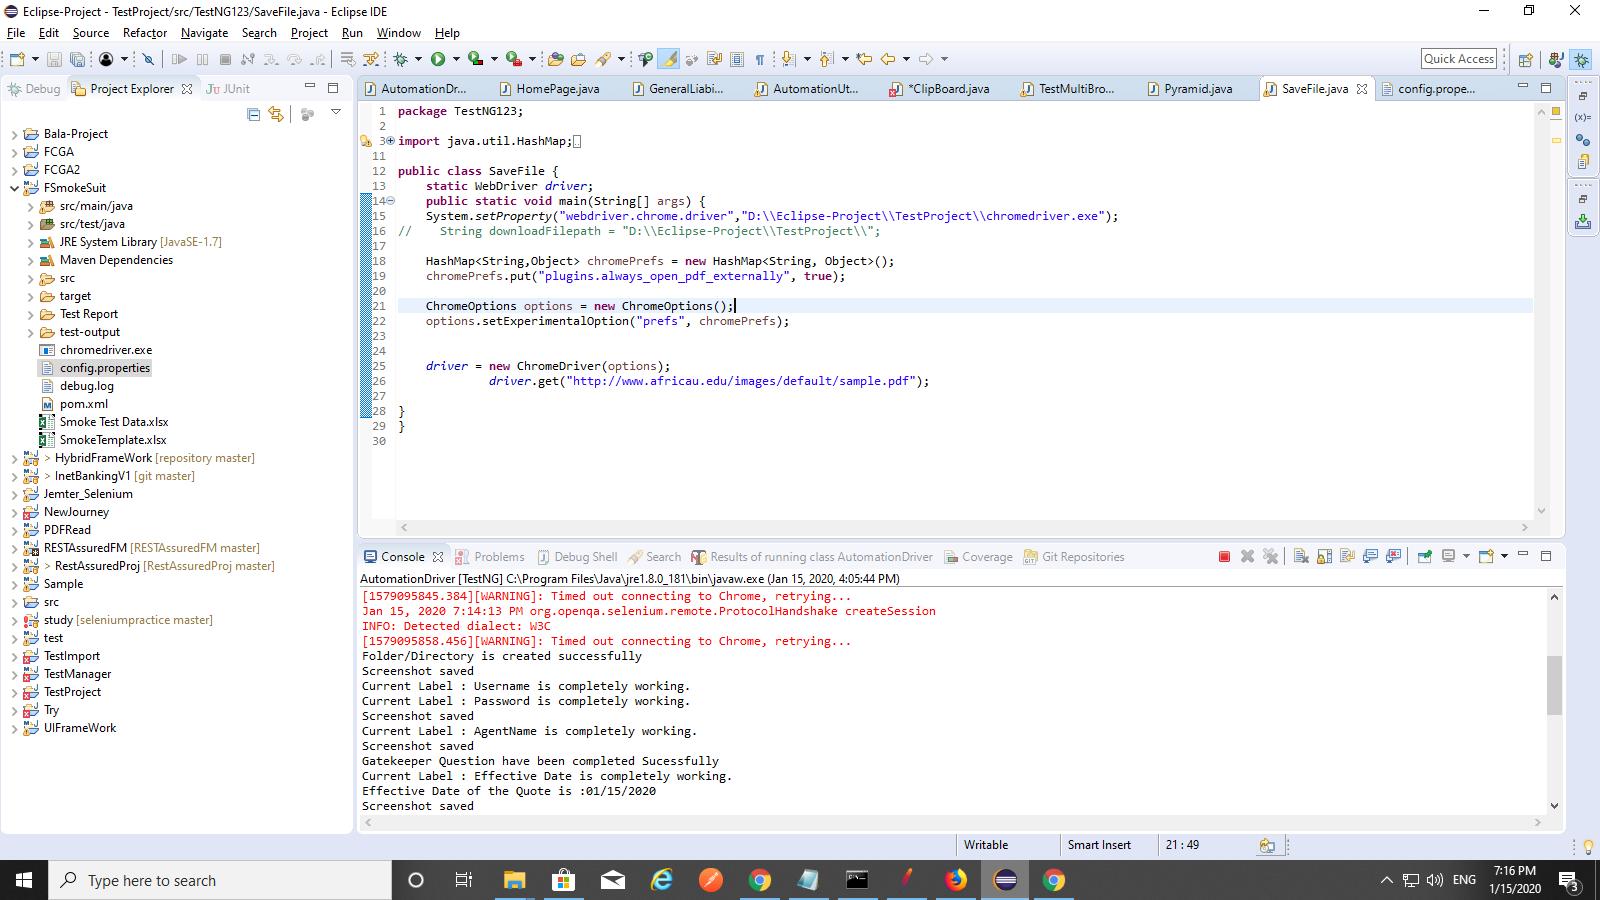 Eclipse-Project - TestProject/src/TestNG123/SaveFile.java - Eclipse IDE
File Edit Source Refactor Navigate Search Project Run Window Help
Quick Access
Debug Project Explorer JUnit
Bala-Project
FCGA
FCGA2
FSmokeSuit
src/main/java
src/test/java
JRE System Library [JavaSE-1.7]
Maven Dependencies
src
target
Test Report
test-output
chromedriver.exe
config.properties
debug.log
pom.xml
Smoke Test Data.xlsx
SmokeTemplate.xlsx
> HybridFrameWork [repository master]
> InetBankingV1 [git master]
Jemter_Selenium
NewJourney
PDFRead
RESTAssuredFM [RESTAssuredFM master]
> RestAssuredProj [RestAssuredProj master]
Sample
src
study [seleniumpractice master]
test
TestImport
TestManager
TestProject
Try
UIFrameWork
AutomationDr... HomePage.java GeneralLiabi... AutomationUt... *ClipBoard.java TestMultiBro... Pyramid.java SaveFile.java config.prope...
1 package TestNG123;
2
3 import java.util.HashMap;
11
12 public class SaveFile {
13 static WebDriver driver;
14 public static void main(String[] args) {
15 System.setProperty("webdriver.chrome.driver","D:\\Eclipse-Project\\TestProject\\chromedriver.exe");
16 // String downloadFilepath = "D:\\Eclipse-Project\\TestProject\\";
17
18 HashMap<String,Object> chromePrefs = new HashMap<String, Object>();
19 chromePrefs.put("plugins.always_open_pdf_externally", true);
20
21 ChromeOptions options = new ChromeOptions();
22 options.setExperimentalOption("prefs", chromePrefs);
23
24
25 driver = new ChromeDriver(options);
26 driver.get("http://www.africau.edu/images/default/sample.pdf");
27
28 }
29 }
30
Console Problems Debug Shell Search Results of running class AutomationDriver Coverage Git Repositories
AutomationDriver [TestNG] C:\Program Files\Java\jre1.8.0_181\bin\javaw.exe (Jan 15, 2020, 4:05:44 PM)
[1579095845.384][WARNING]: Timed out connecting to Chrome, retrying...
Jan 15, 2020 7:14:13 PM org.openqa.selenium.remote.ProtocolHandshake createSession
INFO: Detected dialect: W3C
[1579095858.456][WARNING]: Timed out connecting to Chrome, retrying...
Folder/Directory is created successfully
Screenshot saved
Current Label : Username is completely working.
Current Label : Password is completely working.
Screenshot saved
Current Label : AgentName is completely working.
Screenshot saved
Gatekeeper Question have been completed Sucessfully
Current Label : Effective Date is completely working.
Effective Date of the Quote is :01/15/2020
Screenshot saved
Writable Smart Insert 21 : 49
Type here to search
ENG 7:16 PM
1/15/2020
3